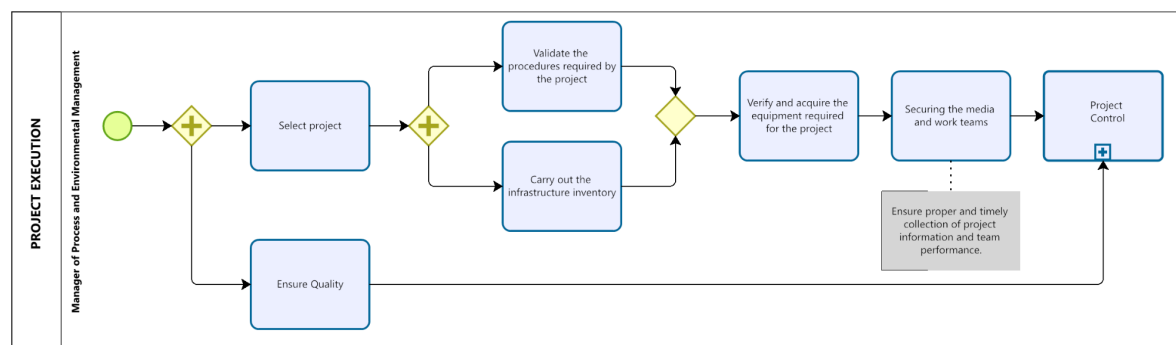 PROJECT EXECUTION
Manager of Process and Environmental Management
Select project
Validate the
procedures required by
the project
Carry out the
infrastructure inventory
Verify and acquire the
equipment required
for the project
Securing the media
and work teams
Project
Control
Ensure proper and timely
collection of project
information and team
performance.
Ensure Quality